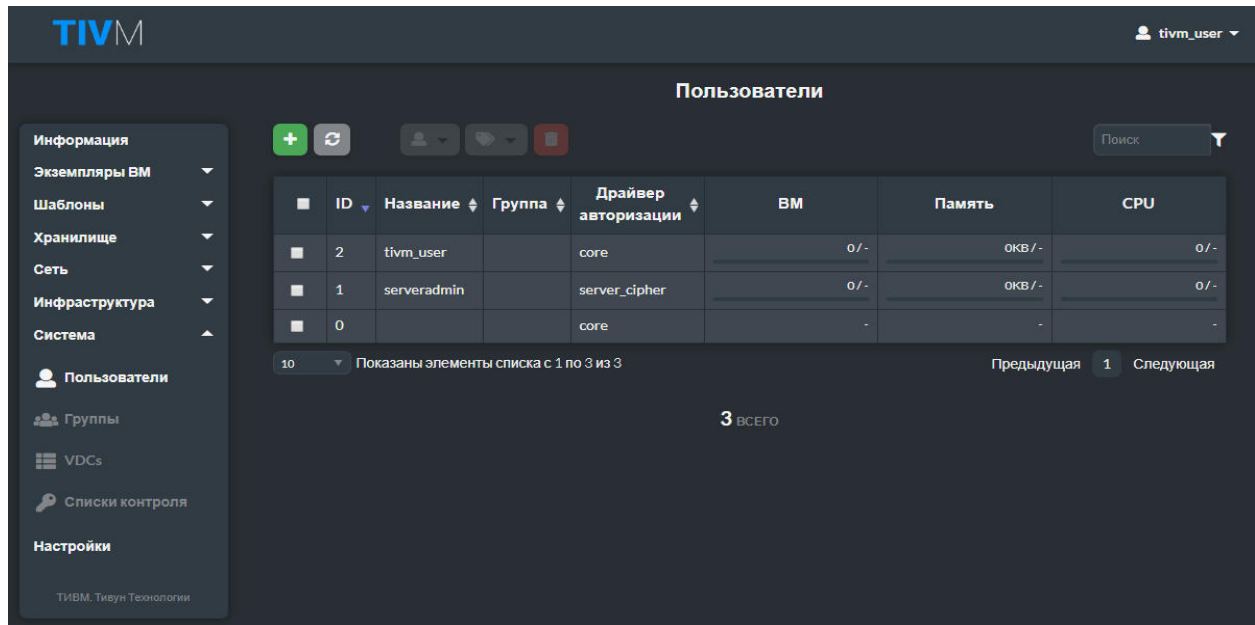 TIVM
tivm_user
Пользователи
Информация
Экземпляры ВМ
Шаблоны
Хранилище
Сеть
Инфраструктура
Система
Пользователи
Группы
VDCs
Списки контроля
Настройки
ТИВМ. Тивун Технологии
Поиск
ID Название Группа Драйвер авторизации ВМ Память CPU
2 tivm_user core 0/- 0KB/- 0/-
1 serveradmin server_cipher 0/- 0KB/- 0/-
0 core - - -
10 Показаны элементы списка с 1 по 3 из 3 Предыдущая 1 Следующая
3 ВСЕГО